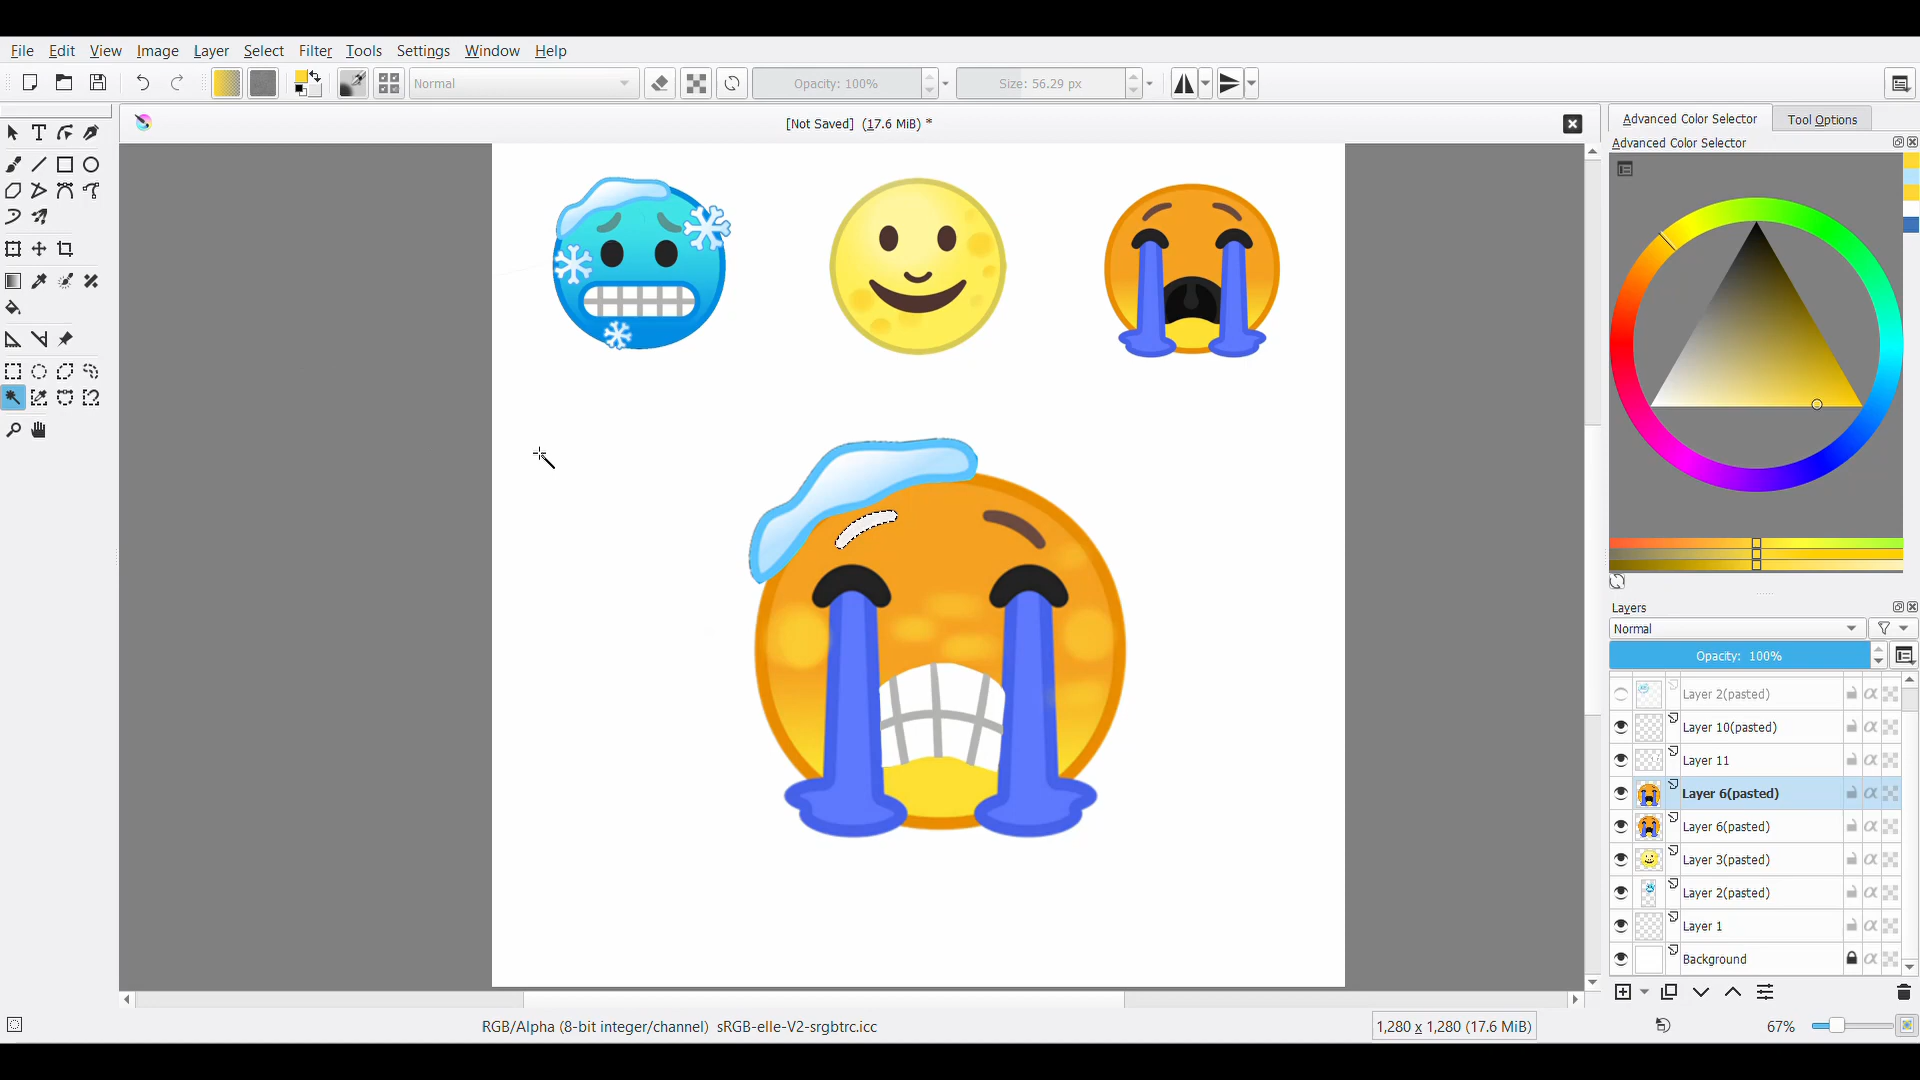 File Edit View Image Layer Select Filter Tools Settings Window Help
Normal
Opacity: 100%
Size: 56.29 px
[Not Saved] (17.6 MiB) *
Advanced Color Selector
Tool Options
Advanced Color Selector
Layers
Normal
Opacity: 100%
Layer 2(pasted)
Layer 10(pasted)
Layer 11
Layer 6(pasted)
Layer 6(pasted)
Layer 3(pasted)
Layer 2(pasted)
Layer 1
Background
RGB/Alpha (8-bit integer/channel) sRGB-elle-V2-srgbtrc.icc
1,280 x 1,280 (17.6 MiB)
67%